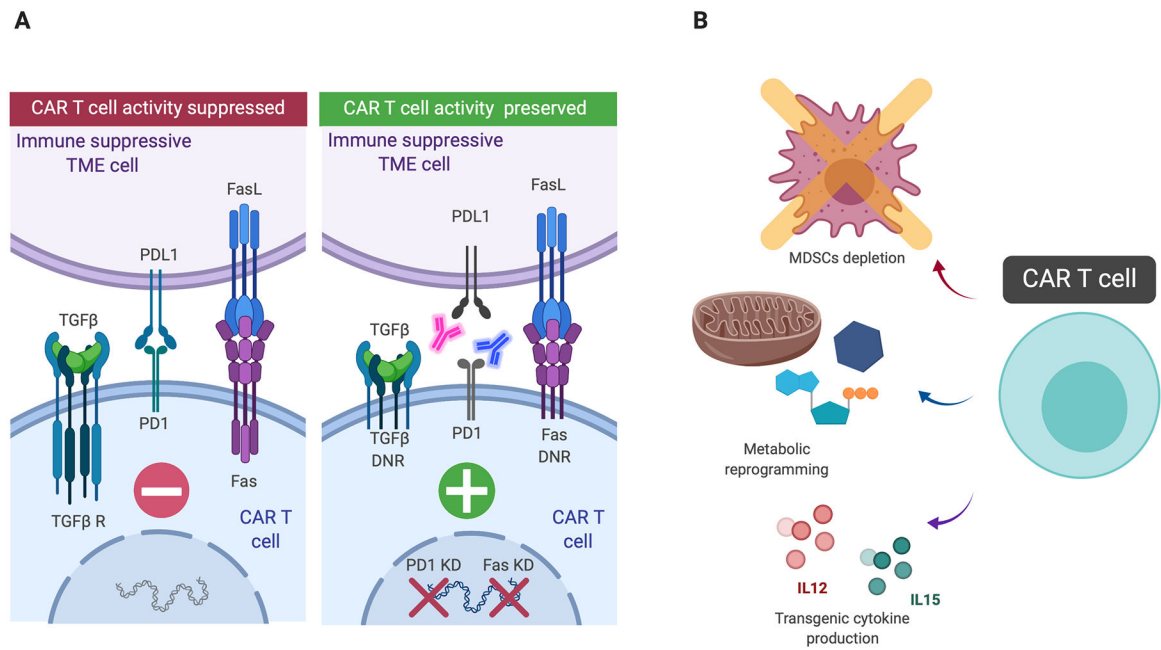 A
B
CAR T cell activity suppressed
Immune suppressive
TME cell
FasL
PDL1
TGFβ
PD1
Fas
TGFβ R
CAR T
cell
CAR T cell activity preserved
Immune suppressive
TME cell
FasL
PDL1
TGFβ
TGFβ
DNR
PD1
Fas
DNR
CAR T
cell
PD1 KD
Fas KD
MDSCs depletion
CAR T cell
Metabolic
reprogramming
IL12
IL15
Transgenic cytokine
production